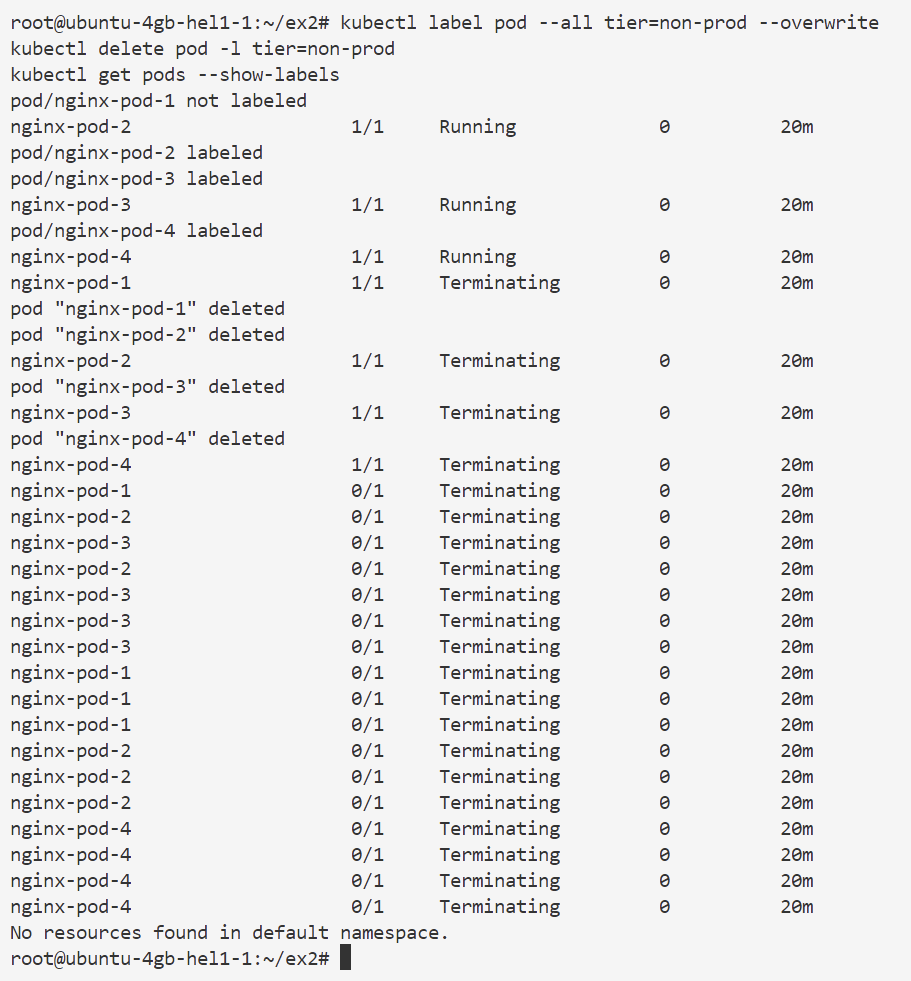 root@ubuntu-4gb-hel1-1:~/ex2# kubectl label pod --all tier=non-prod --overwrite
kubectl delete pod -l tier=non-prod
kubectl get pods --show-labels
pod/nginx-pod-1 not labeled
nginx-pod-2                    1/1     Running             0          20m
pod/nginx-pod-2 labeled
pod/nginx-pod-3 labeled
nginx-pod-3                    1/1     Running             0          20m
pod/nginx-pod-4 labeled
nginx-pod-4                    1/1     Running             0          20m
nginx-pod-1                    1/1     Terminating         0          20m
pod "nginx-pod-1" deleted
pod "nginx-pod-2" deleted
nginx-pod-2                    1/1     Terminating         0          20m
pod "nginx-pod-3" deleted
nginx-pod-3                    1/1     Terminating         0          20m
pod "nginx-pod-4" deleted
nginx-pod-4                    1/1     Terminating         0          20m
nginx-pod-1                    0/1     Terminating         0          20m
nginx-pod-2                    0/1     Terminating         0          20m
nginx-pod-3                    0/1     Terminating         0          20m
nginx-pod-2                    0/1     Terminating         0          20m
nginx-pod-3                    0/1     Terminating         0          20m
nginx-pod-3                    0/1     Terminating         0          20m
nginx-pod-3                    0/1     Terminating         0          20m
nginx-pod-1                    0/1     Terminating         0          20m
nginx-pod-1                    0/1     Terminating         0          20m
nginx-pod-1                    0/1     Terminating         0          20m
nginx-pod-2                    0/1     Terminating         0          20m
nginx-pod-2                    0/1     Terminating         0          20m
nginx-pod-2                    0/1     Terminating         0          20m
nginx-pod-4                    0/1     Terminating         0          20m
nginx-pod-4                    0/1     Terminating         0          20m
nginx-pod-4                    0/1     Terminating         0          20m
nginx-pod-4                    0/1     Terminating         0          20m
No resources found in default namespace.
root@ubuntu-4gb-hel1-1:~/ex2#